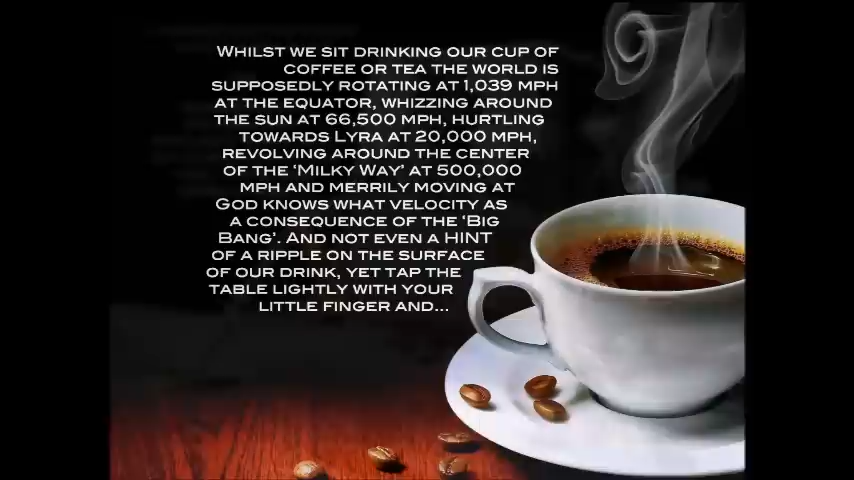 Whilst we sit drinking our cup of
coffee or tea the world is
supposedly rotating at 1,039 mph
at the equator, whizzing around
the sun at 66,500 mph, hurtling
towards Lyra at 20,000 mph,
revolving around the center
of the ‘Milky Way’ at 500,000
mph and merrily moving at
God knows what velocity as
a consequence of the ‘Big
Bang’. And not even a hint
of a ripple on the surface
of our drink, yet tap the
table lightly with your
little finger and...